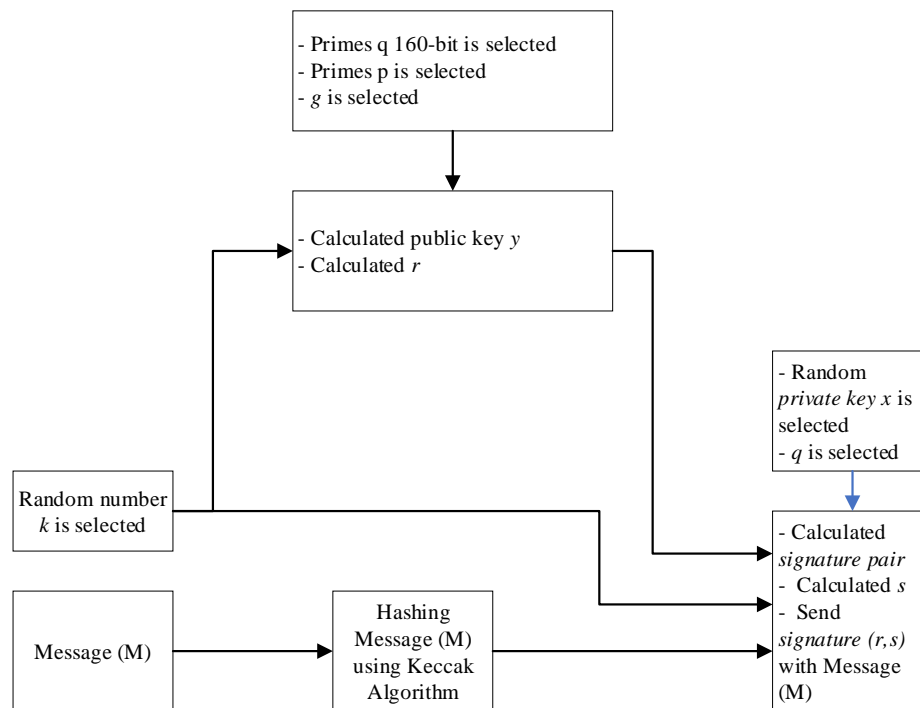 - Primes q 160-bit is selected
- Primes p is selected
- g is selected
- Calculated public key y
- Calculated r
- Random
private key x is
selected
- q is selected
Random number
k is selected
- Calculated
signature pair
- Calculated s
- Send
signature (r,s)
with Message
(M)
Message (M)
Hashing
Message (M)
using Keccak
Algorithm